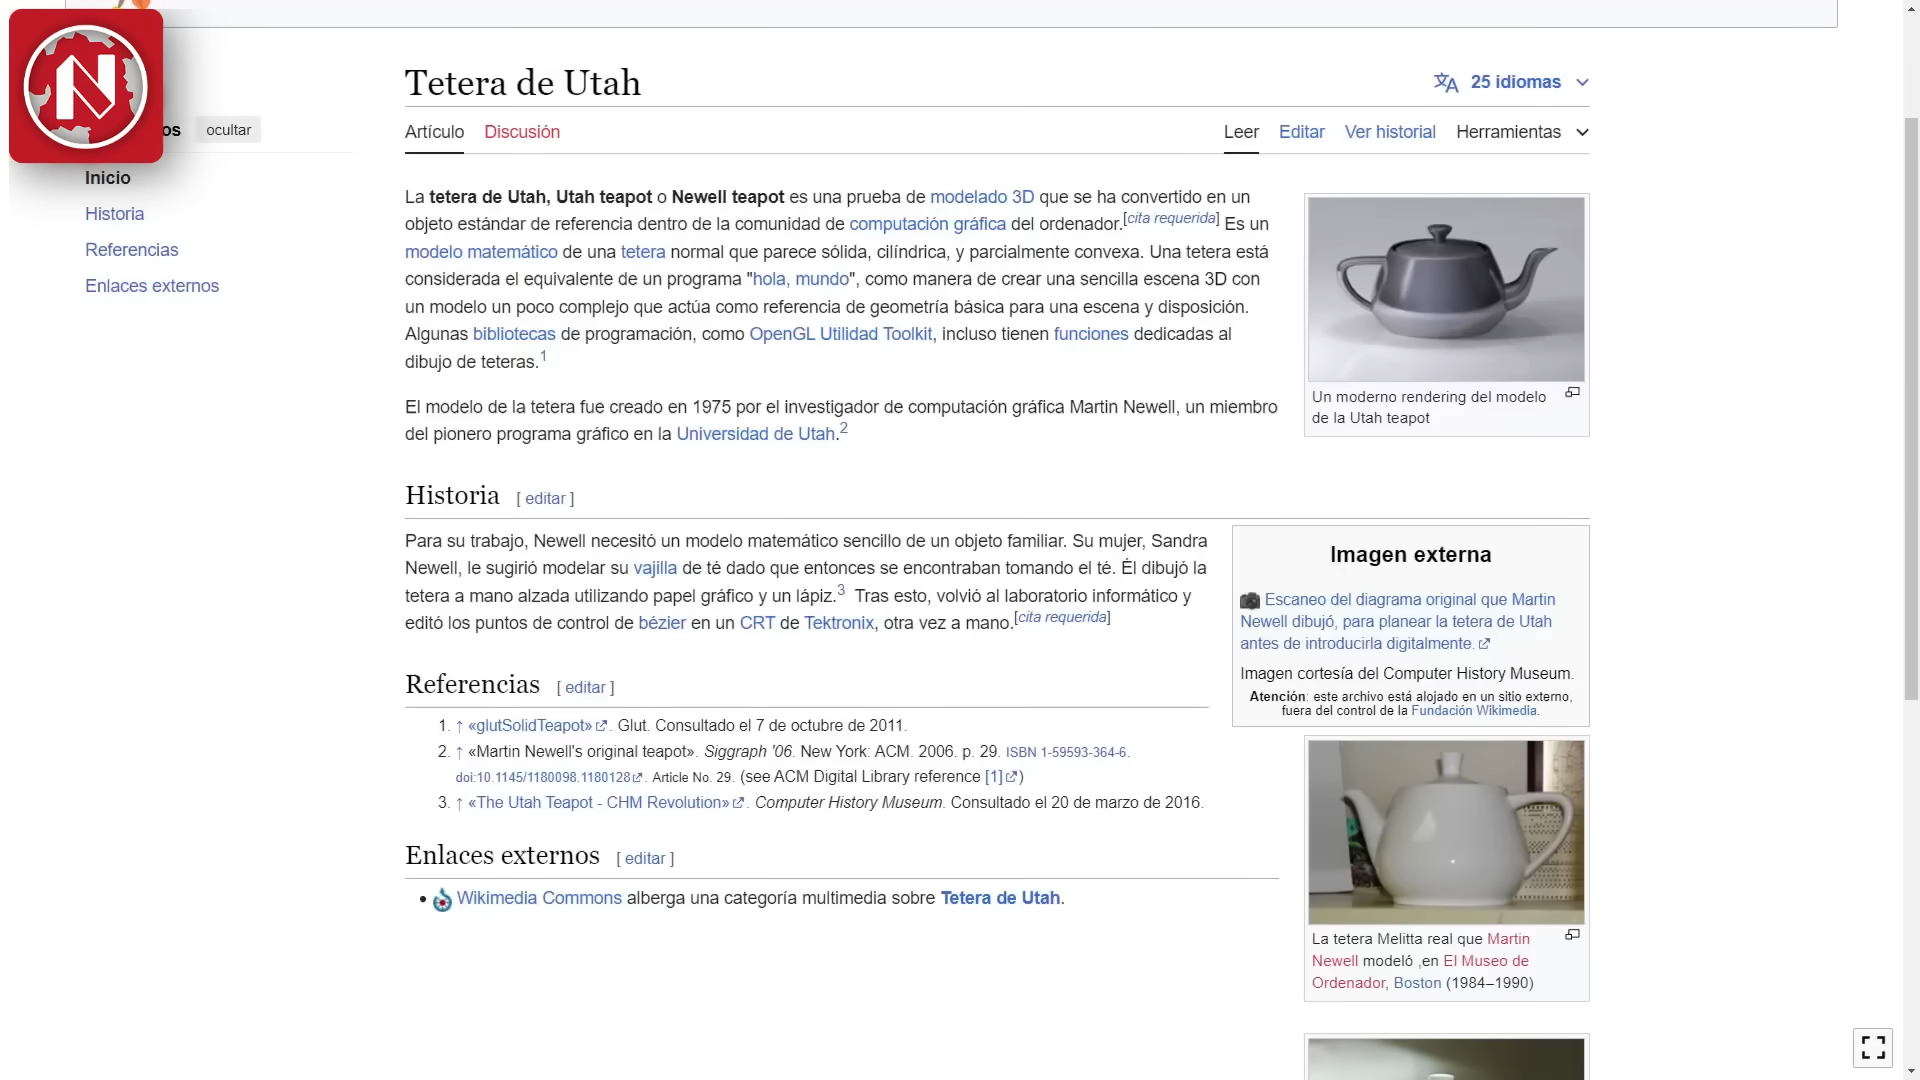 Tetera de Utah
25 idiomas
os ocultar
Artículo Discusión
Leer Editar Ver historial Herramientas
Inicio
Historia
Referencias
Enlaces externos
La tetera de Utah, Utah teapot o Newell teapot es una prueba de modelado 3D que se ha convertido en un
objeto estándar de referencia dentro de la comunidad de computación gráfica del ordenador.[cita requerida] Es un
modelo matemático de una tetera normal que parece sólida, cilíndrica, y parcialmente convexa. Una tetera está
considerada el equivalente de un programa "hola, mundo", como manera de crear una sencilla escena 3D con
un modelo un poco complejo que actúa como referencia de geometría básica para una escena y disposición.
Algunas bibliotecas de programación, como OpenGL Utilidad Toolkit, incluso tienen funciones dedicadas al
dibujo de teteras.1
El modelo de la tetera fue creado en 1975 por el investigador de computación gráfica Martin Newell, un miembro
del pionero programa gráfico en la Universidad de Utah.2
Un moderno rendering del modelo
de la Utah teapot
Historia [ editar ]
Para su trabajo, Newell necesitó un modelo matemático sencillo de un objeto familiar. Su mujer, Sandra
Newell, le sugirió modelar su vajilla de té dado que entonces se encontraban tomando el té. Él dibujó la
tetera a mano alzada utilizando papel gráfico y un lápiz.3 Tras esto, volvió al laboratorio informático y
editó los puntos de control de bézier en un CRT de Tektronix, otra vez a mano.[cita requerida]
Imagen externa
Escaneo del diagrama original que Martin
Newell dibujó, para planear la tetera de Utah
antes de introducirla digitalmente.
Imagen cortesía del Computer History Museum.
Atención: este archivo está alojado en un sitio externo,
fuera del control de la Fundación Wikimedia.
Referencias [ editar ]
1. ↑ «glutSolidTeapot». Glut. Consultado el 7 de octubre de 2011.
2. ↑ «Martin Newell's original teapot». Siggraph '06. New York: ACM. 2006. p. 29. ISBN 1-59593-364-6.
doi:10.1145/1180098.1180128. Article No. 29. (see ACM Digital Library reference [1])
3. ↑ «The Utah Teapot - CHM Revolution». Computer History Museum. Consultado el 20 de marzo de 2016.
Enlaces externos [ editar ]
• Wikimedia Commons alberga una categoría multimedia sobre Tetera de Utah.
La tetera Melitta real que Martin
Newell modeló ,en El Museo de
Ordenador, Boston (1984–1990)